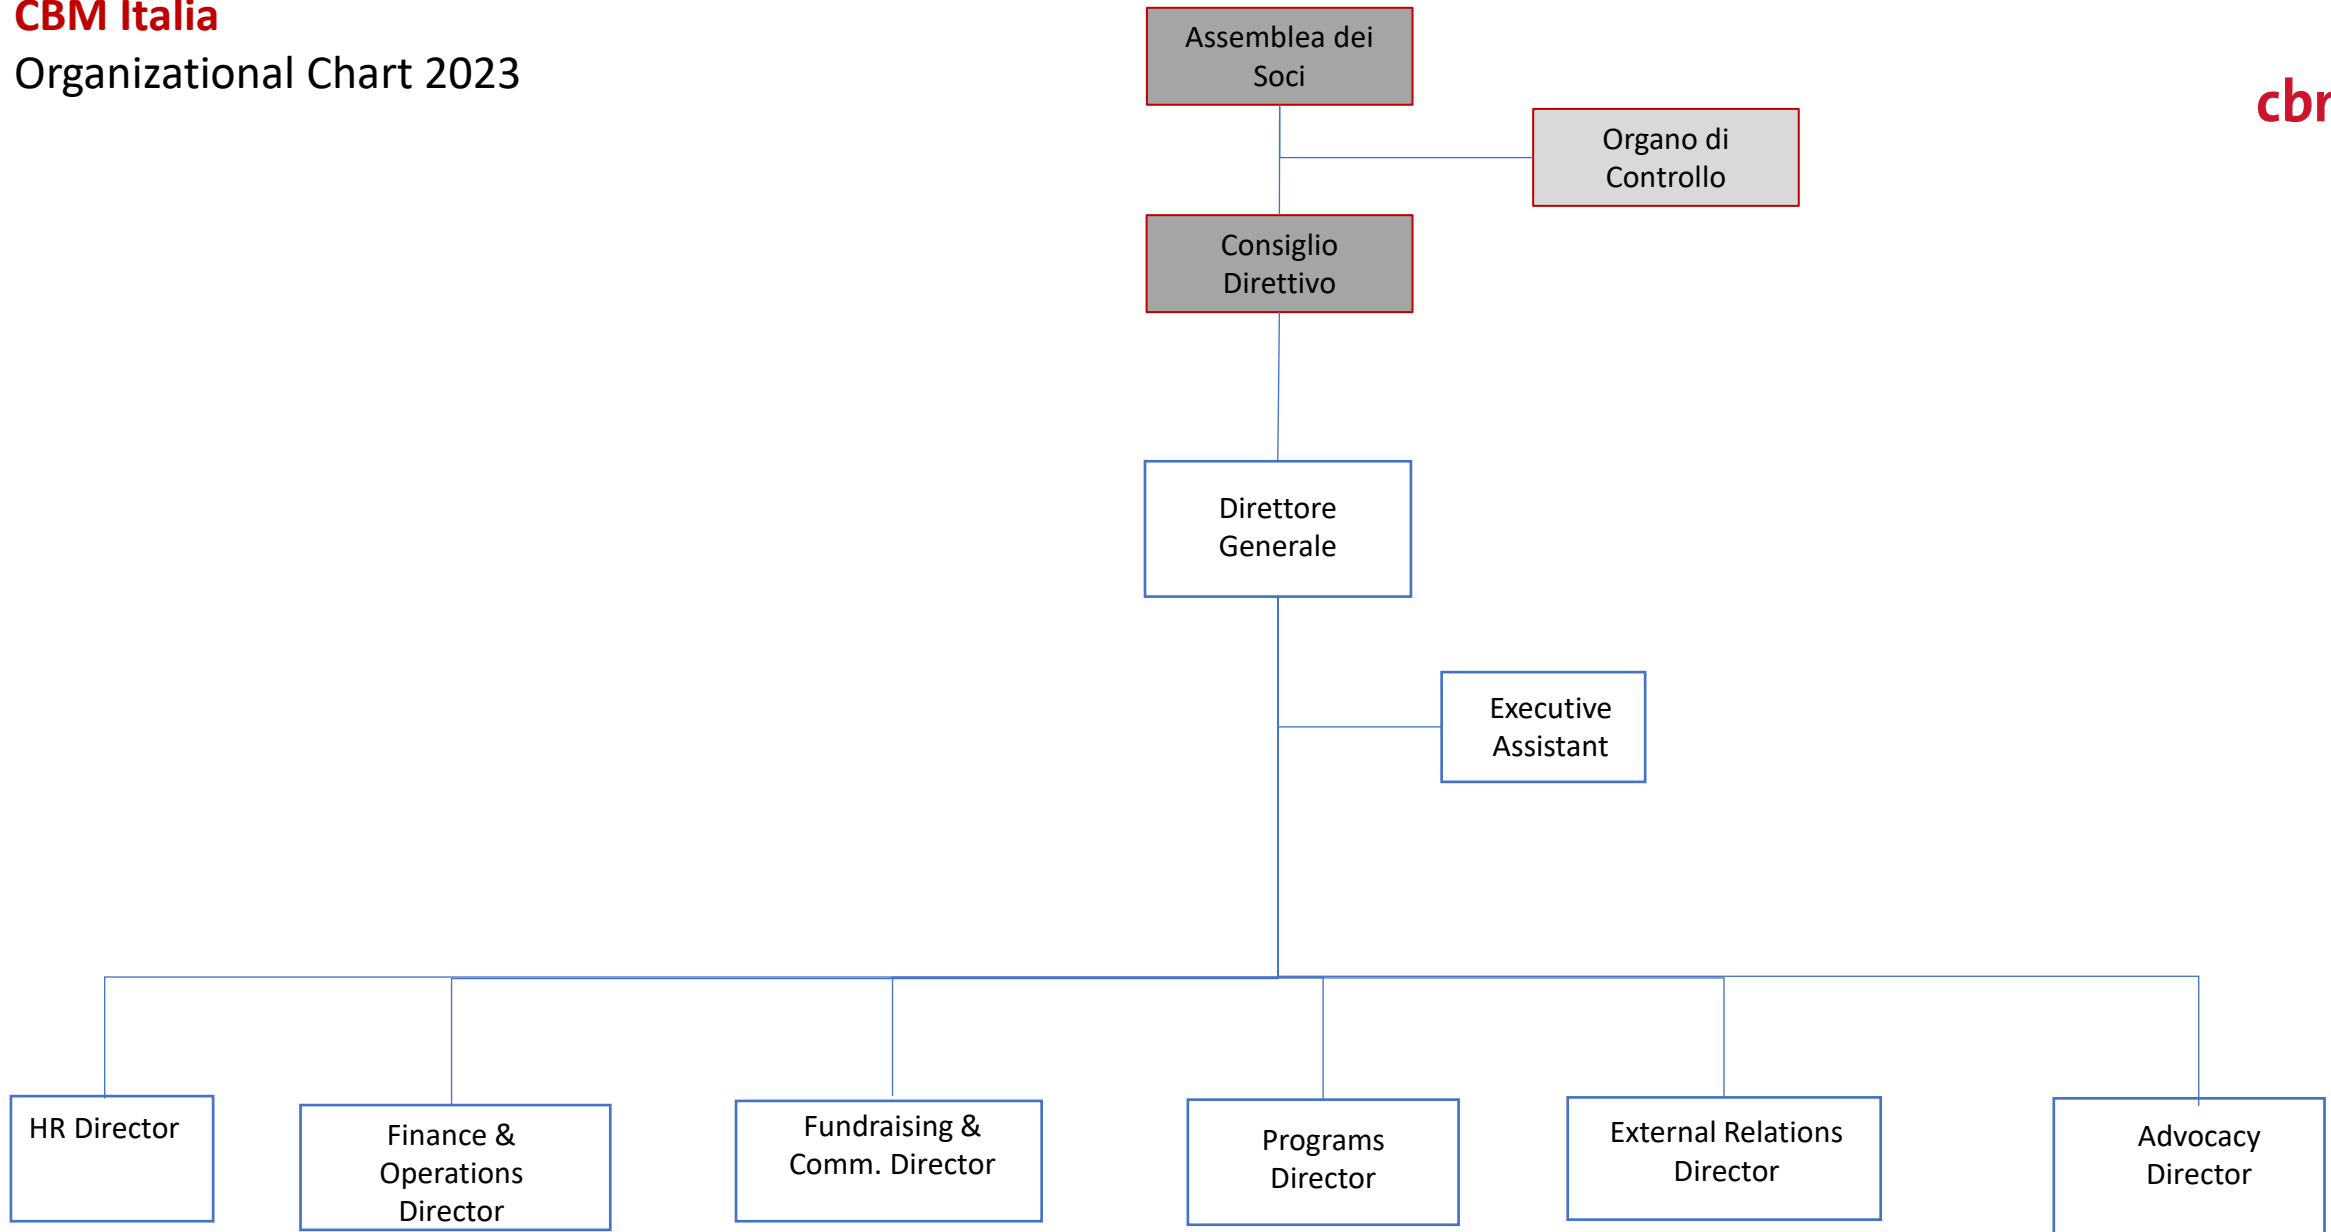 CBM Italia
Organizational Chart 2023
Assemblea dei
Soci
Organo di
Controllo
Consiglio
Direttivo
Direttore
Generale
Executive
Assistant
HR Director
Finance &
Operations
Director
Fundraising &
Comm. Director
Programs
Director
External Relations
Director
Advocacy
Director